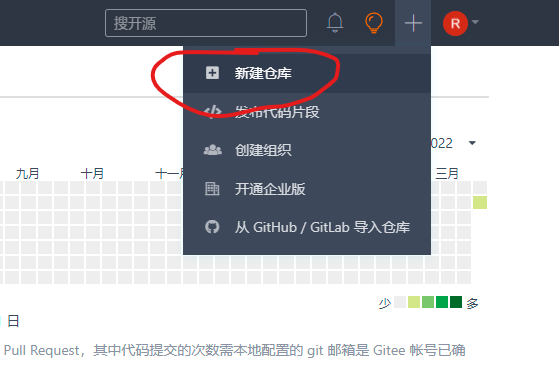 搜开源
R
新建仓库
发布代码片段
创建组织
开通企业版
从 GitHub / GitLab 导入仓库
022
九月 十月 十一月 三月
少 多
日
Pull Request，其中代码提交的次数需本地配置的 git 邮箱是 Gitee 帐号已确